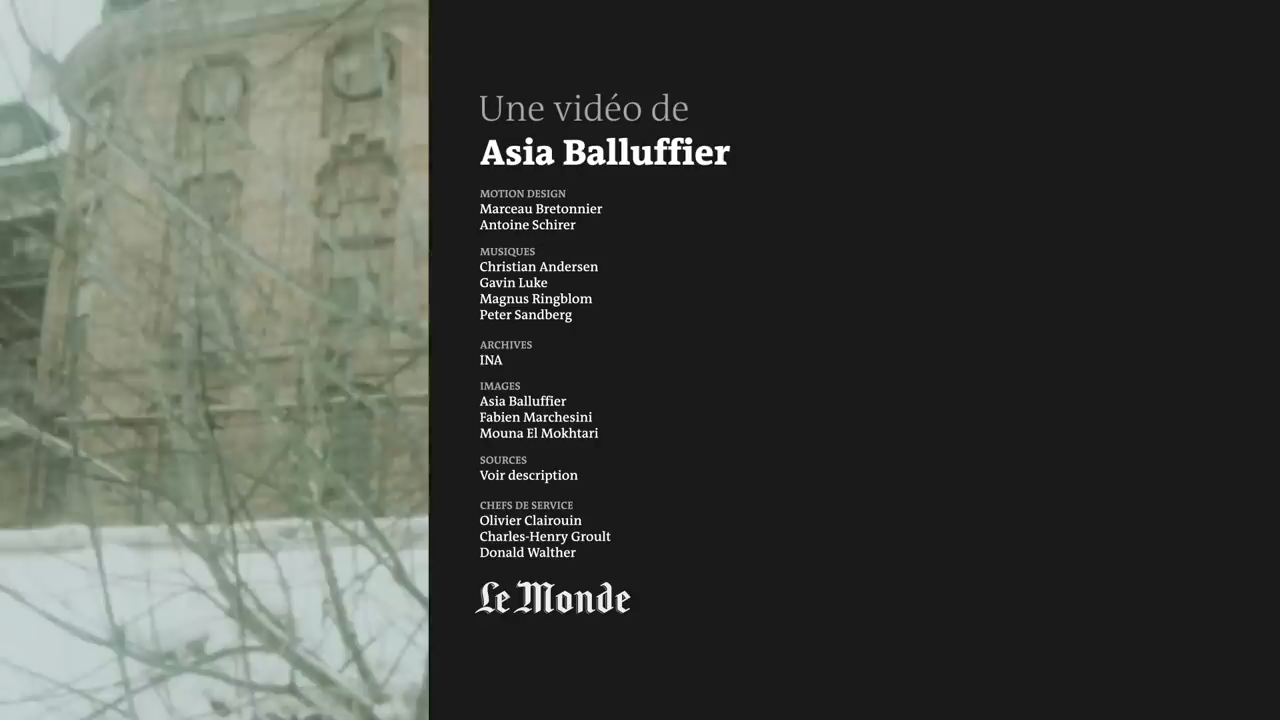 Une vidéo de
Asia Balluffier
MOTION DESIGN
Marceau Bretonnier
Antoine Schirer
MUSIQUES
Christian Andersen
Gavin Luke
Magnus Ringblom
Peter Sandberg
ARCHIVES
INA
IMAGES
Asia Balluffier
Fabien Marchesini
Mouna El Mokhtari
SOURCES
Voir description
CHEFS DE SERVICE
Olivier Clairouin
Charles-Henry Groult
Donald Walther
Le Monde